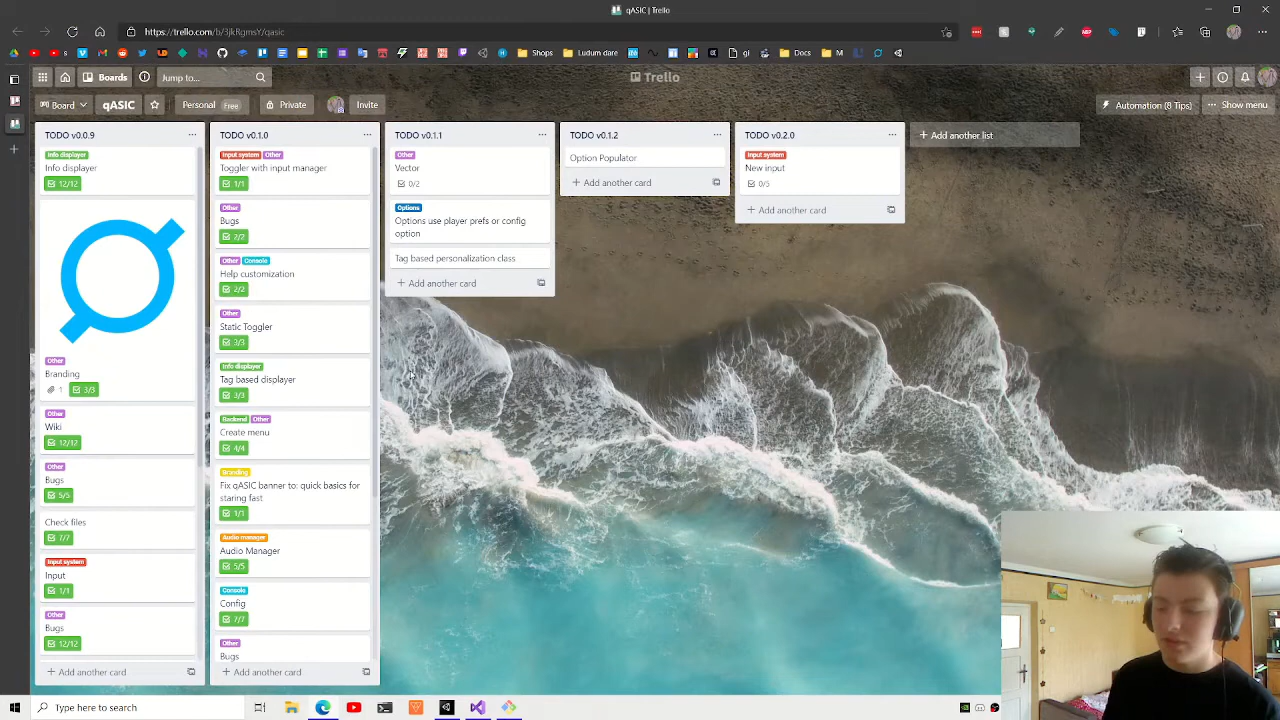 qASIC | Trello
https://trello.com/b/3jkRgmsY/qasic
s
Shops
Ludum dare
Docs
M
Boards
Jump to...
Trello
Board
qASIC
Personal
Free
Private
Invite
Automation (8 Tips)
Show menu
TODO v0.0.9
Info displayer
Info displayer
12/12
Other
Branding
1
3/3
Other
Wiki
12/12
Other
Bugs
5/5
Check files
7/7
Input system
Input
1/1
Other
Bugs
12/12
Add another card
TODO v0.1.0
Input system Other
Toggler with input manager
1/1
Other
Bugs
2/2
Other Console
Help customization
2/2
Other
Static Toggler
3/3
Info displayer
Tag based displayer
3/3
Backend Other
Create menu
4/4
Branding
Fix qASIC banner to: quick basics for
staring fast
1/1
Audio manager
Audio Manager
5/5
Console
Config
7/7
Other
Bugs
Add another card
TODO v0.1.1
Other
Vector
0/2
Options
Options use player prefs or config
option
Tag based personalization class
Add another card
TODO v0.1.2
Option Populator
Add another card
TODO v0.2.0
Input system
New input
0/5
Add another card
Add another list
Type here to search